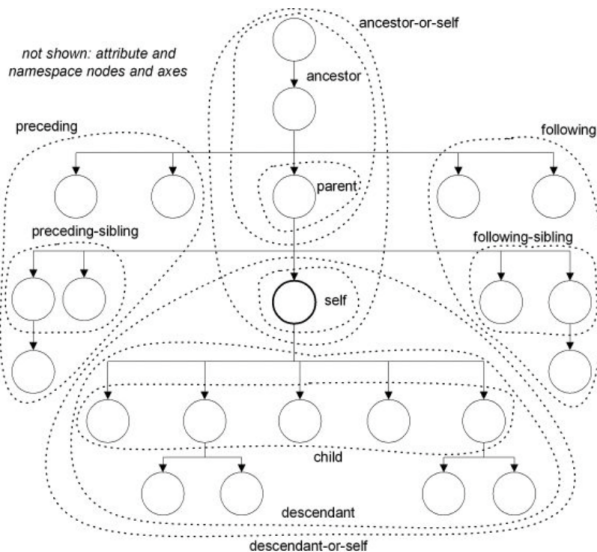 ancestor-or-self
not shown: attribute and
namespace nodes and axes
ancestor
preceding
following
parent
preceding-sibling
following-sibling
self
child
descendant
descendant-or-self